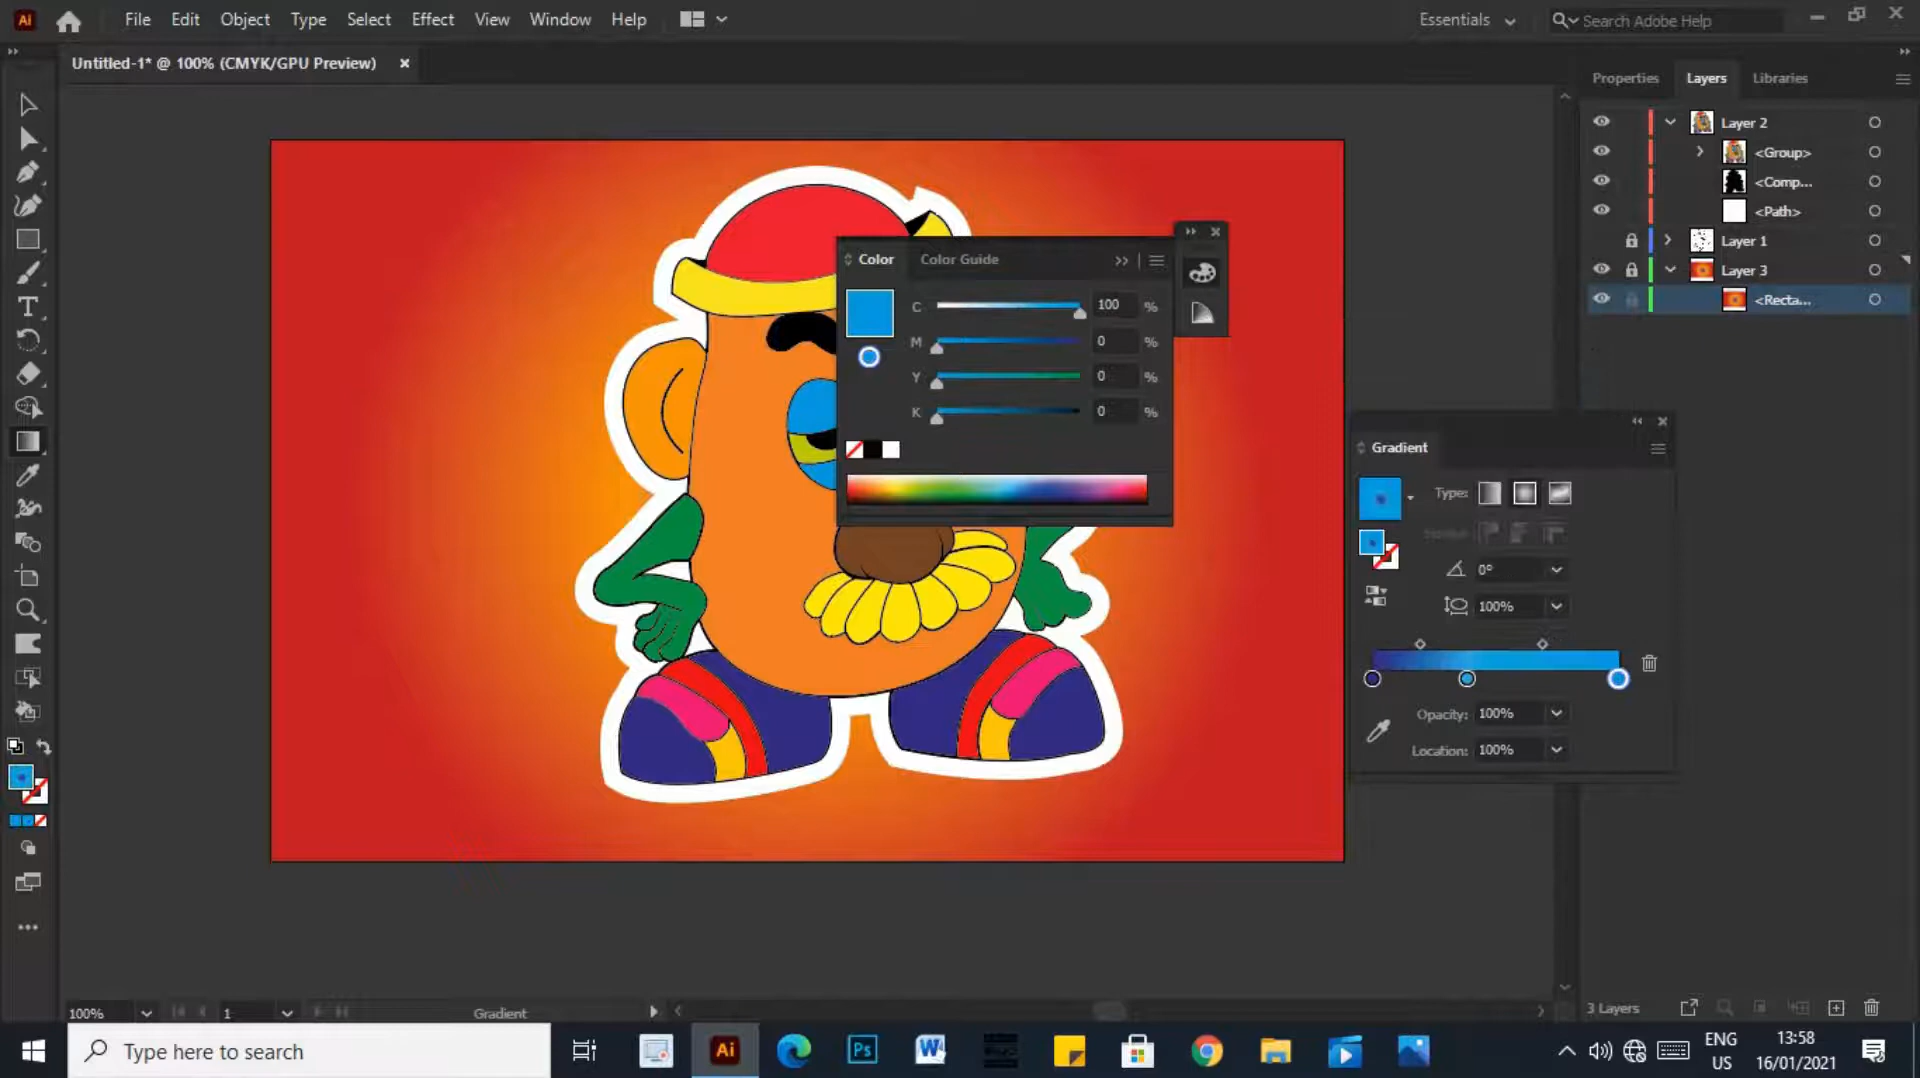 Ai File Edit Object Type Select Effect View Window Help Essentials Search Adobe Help
Untitled-1* @ 100% (CMYK/GPU Preview)
Properties Layers Libraries
Layer 2
<Group>
<Comp...
<Path>
Layer 1
Layer 3
<Recta...
Color Color Guide
C 100 %
M 0 %
Y 0 %
K 0 %
Gradient
Type:
0°
100%
Opacity: 100%
Location: 100%
100% 1 Gradient
3 Layers
Type here to search
Ai
Ps
W
ENG
US
13:58
16/01/2021